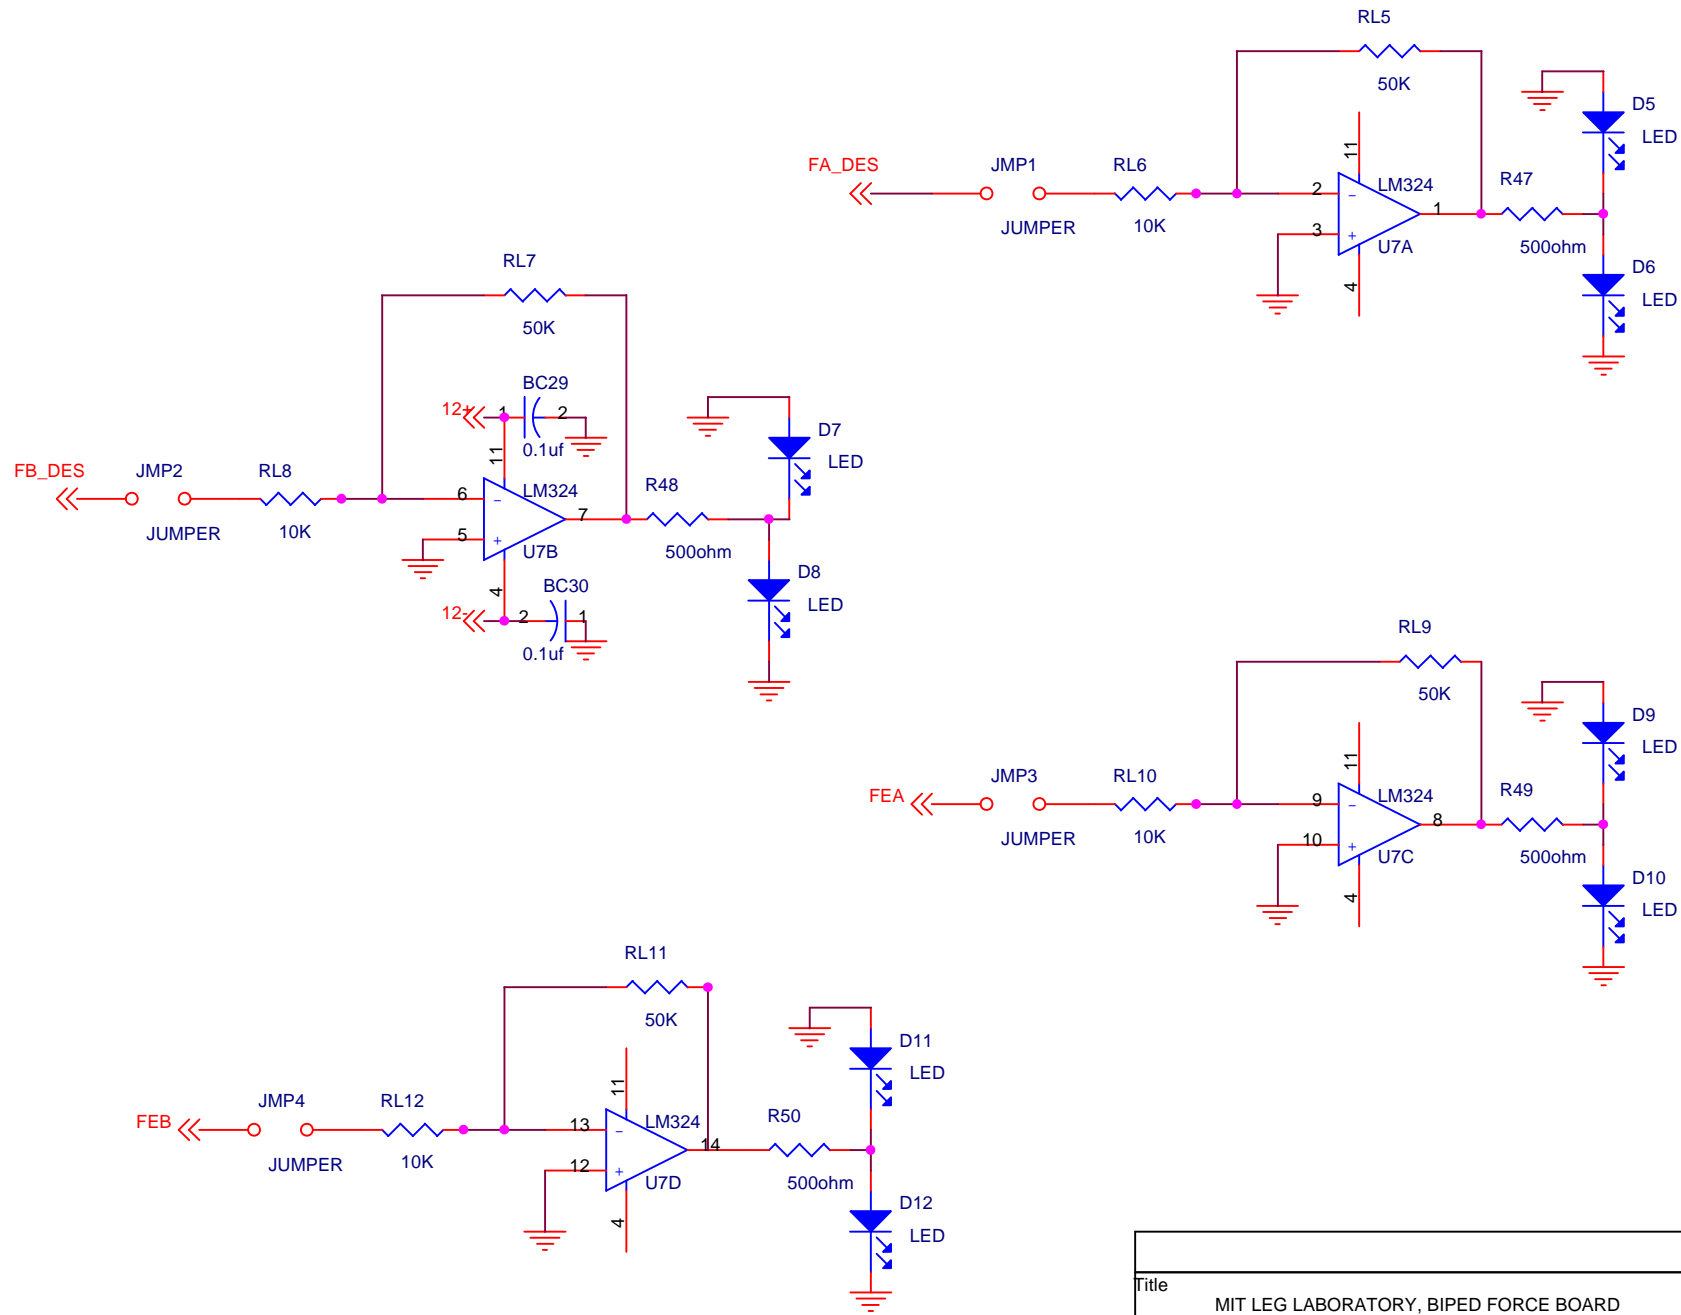 RL5
50K
D5
LED
FA_DES
JMP1
JUMPER
RL6
10K
11
2
-
LM324
1
3
+
U7A
4
R47
500ohm
D6
LED
RL7
50K
BC29
12+
1
2
0.1uf
11
FB_DES
JMP2
JUMPER
RL8
10K
6
-
LM324
7
5
+
U7B
4
R48
500ohm
D7
LED
D8
LED
BC30
12-
2
1
0.1uf
RL9
50K
D9
LED
FEA
JMP3
JUMPER
RL10
10K
11
9
-
LM324
8
10
+
U7C
4
R49
500ohm
D10
LED
RL11
50K
D11
LED
FEB
JMP4
JUMPER
RL12
10K
11
13
-
LM324
14
12
+
U7D
4
R50
500ohm
D12
LED
Title
MIT LEG LABORATORY, BIPED FORCE BOARD